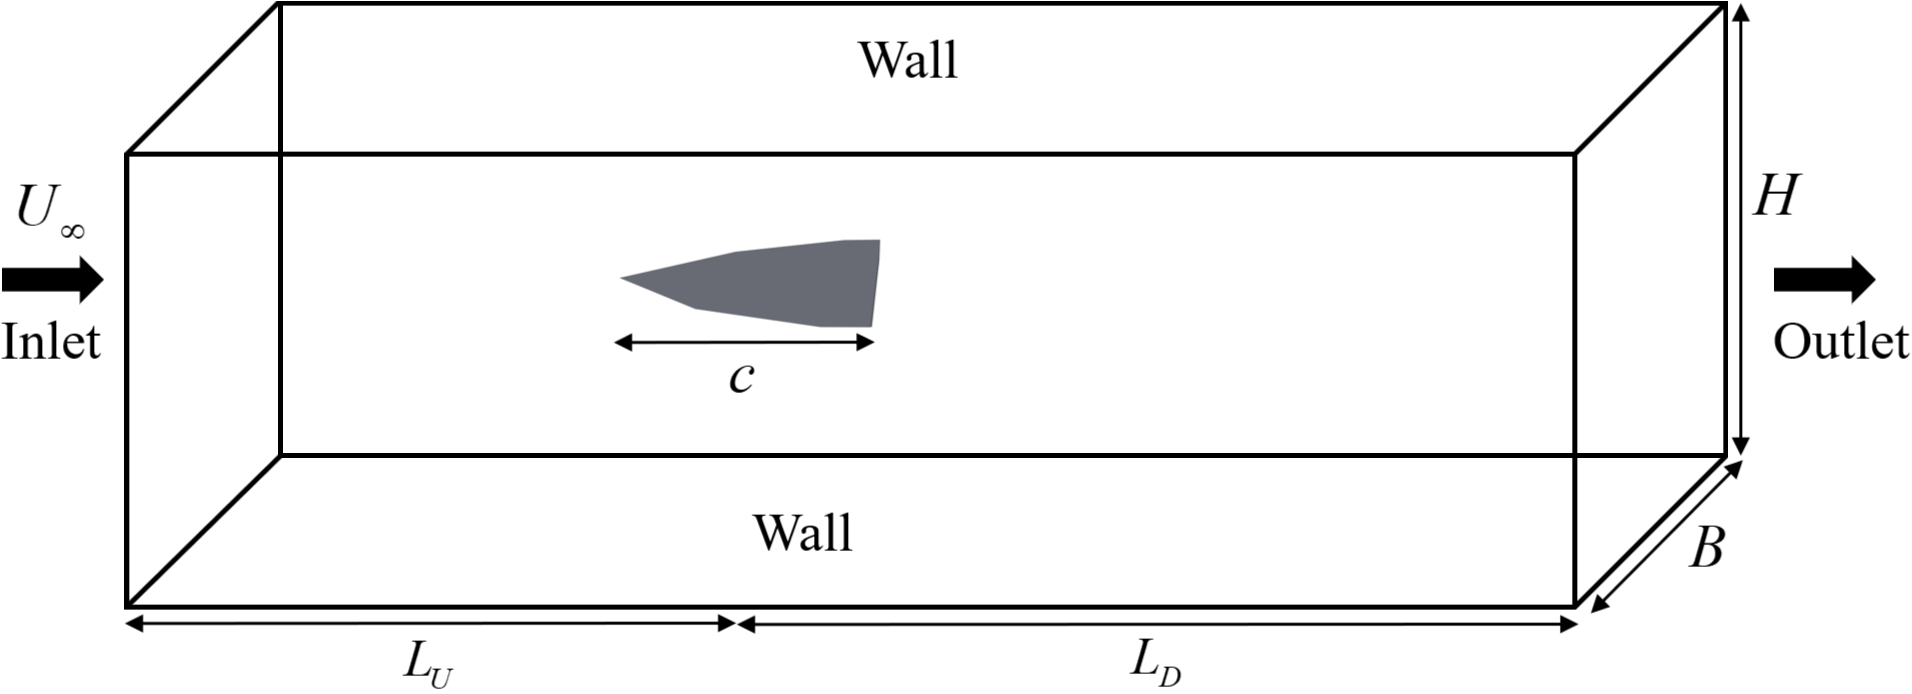 Wall
U∞
H
Inlet
Outlet
c
Wall
B
L_U
L_D